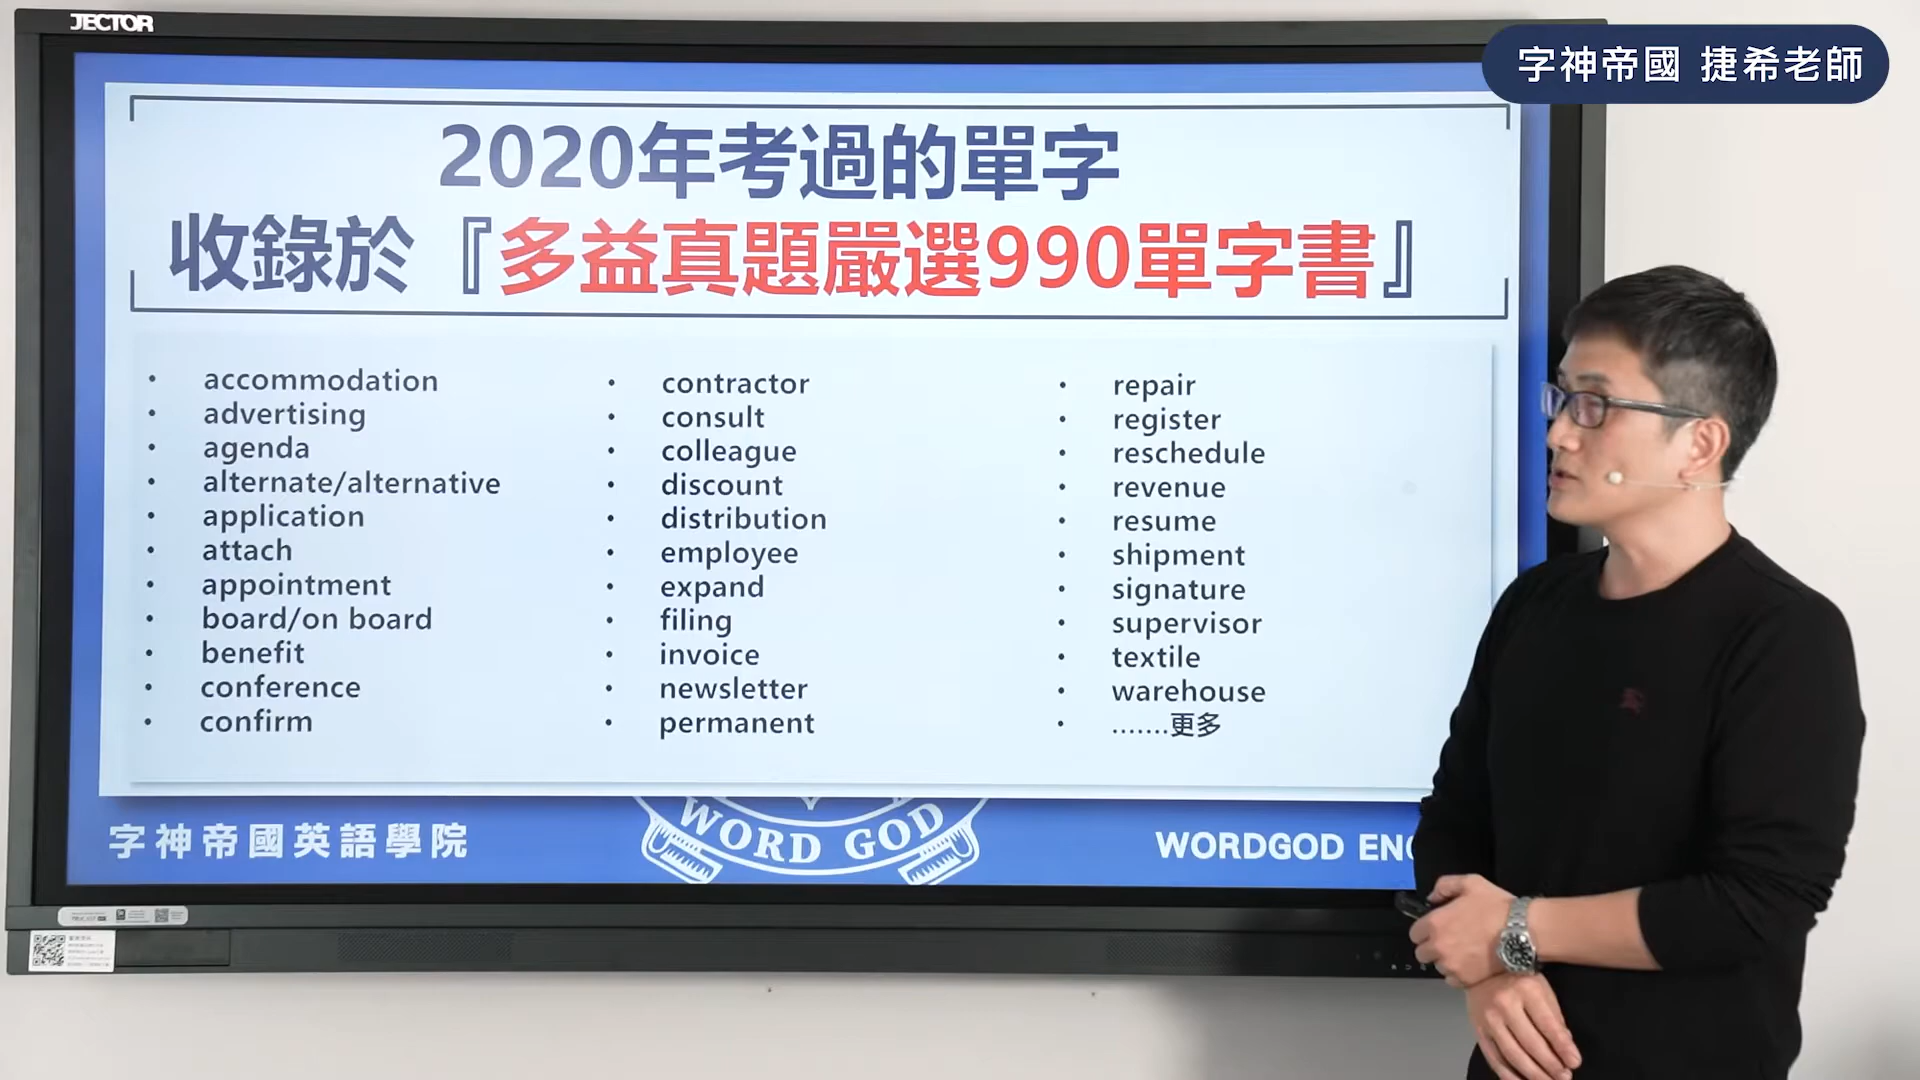 JECTOR
字神帝國 捷希老師
2020年考過的單字
收錄於『多益真題嚴選990單字書』
• accommodation
• advertising
• agenda
• alternate/alternative
• application
• attach
• appointment
• board/on board
• benefit
• conference
• confirm
• contractor
• consult
• colleague
• discount
• distribution
• employee
• expand
• filing
• invoice
• newsletter
• permanent
• repair
• register
• reschedule
• revenue
• resume
• shipment
• signature
• supervisor
• textile
• warehouse
• .......更多
字神帝國英語學院
WORD GOD
WORDGOD ENG